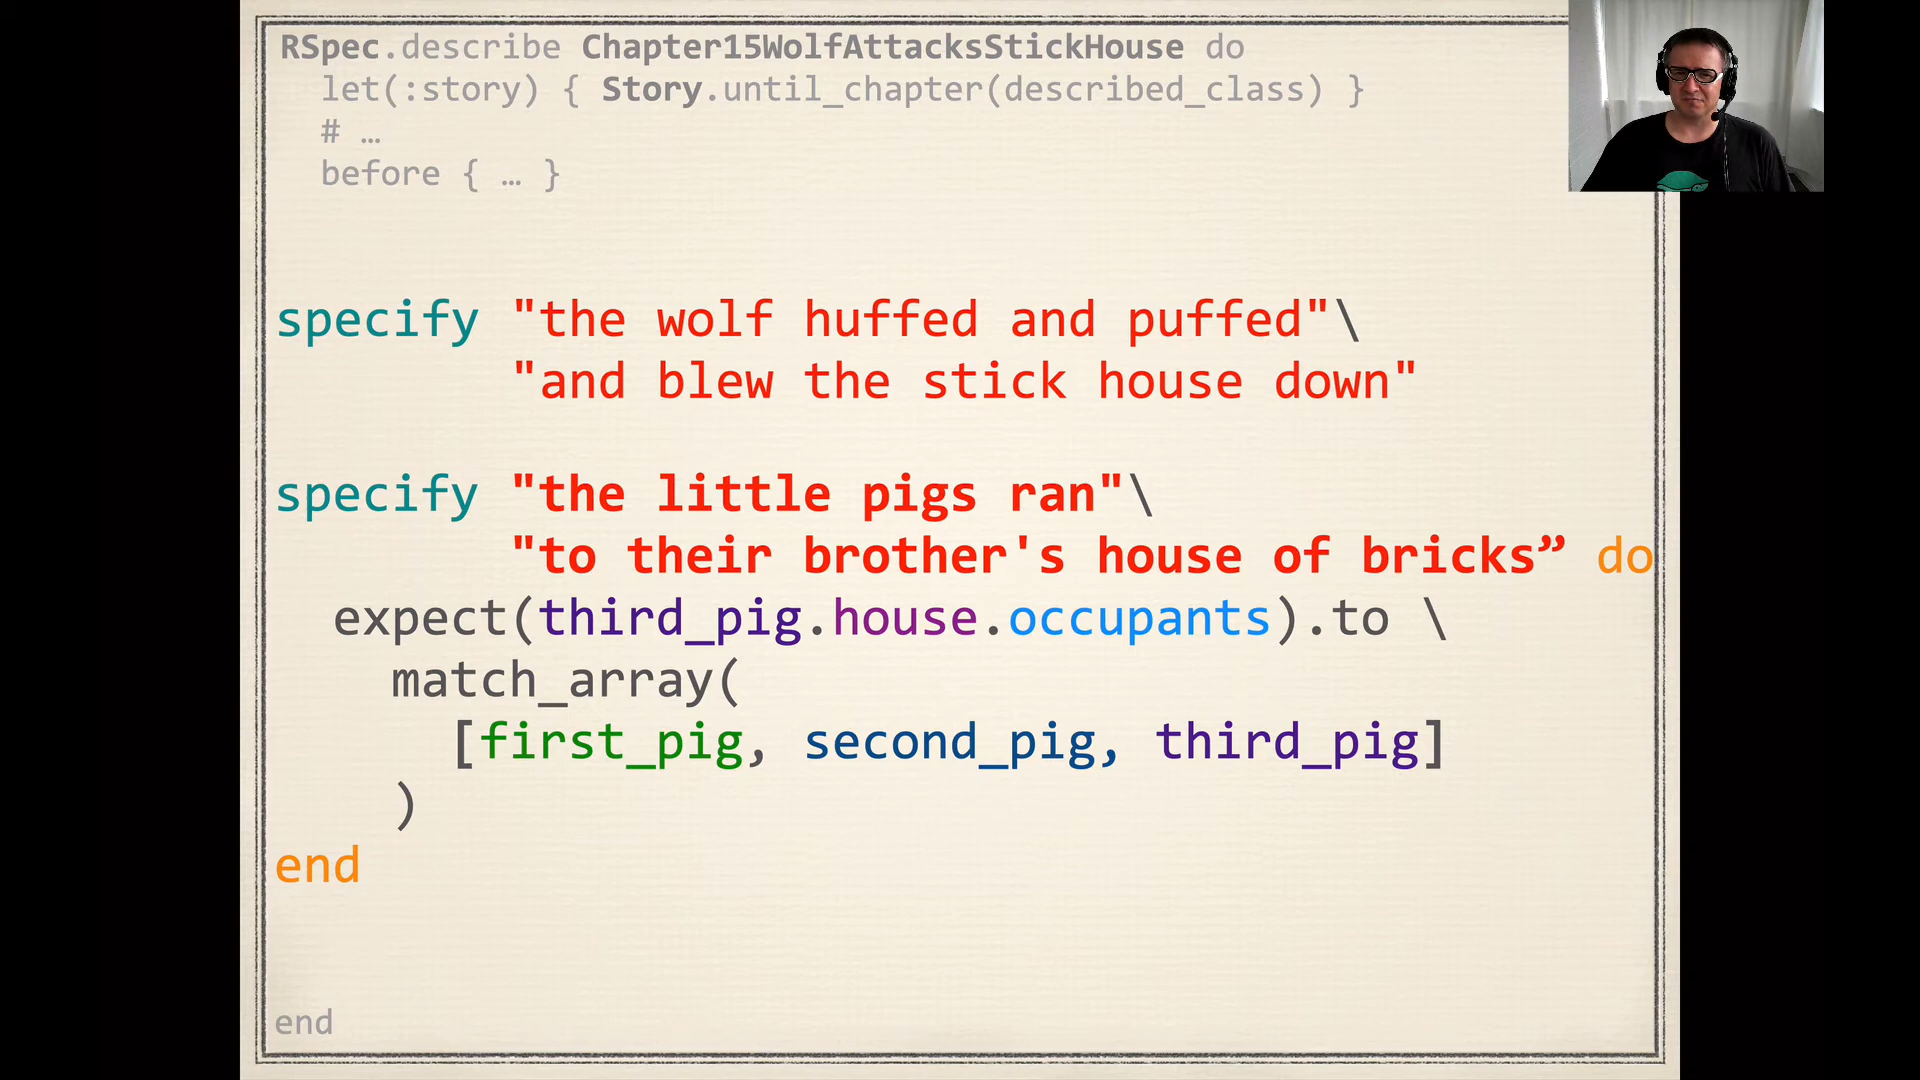 RSpec.describe Chapter15WolfAttacksStickHouse do
let(:story) { Story.until_chapter(described_class) }
# …
before { … }
specify "the wolf huffed and puffed"\
"and blew the stick house down"
specify "the little pigs ran"\
"to their brother's house of bricks” do
expect(third_pig.house.occupants).to \
match_array(
[first_pig, second_pig, third_pig]
)
end
end